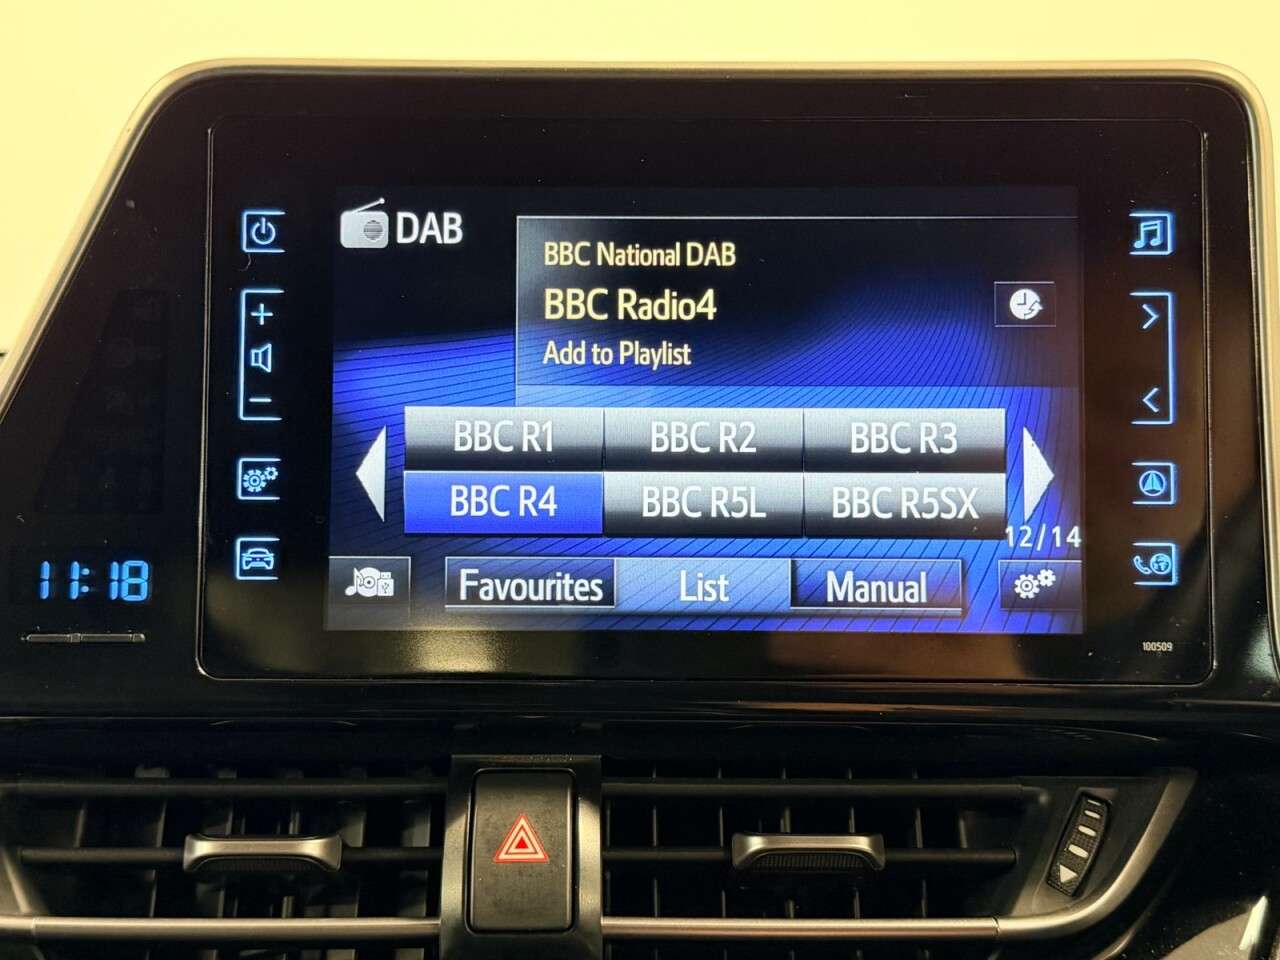 DAB
BBC National DAB
BBC Radio4
Add to Playlist
BBC R1 BBC R2 BBC R3
BBC R4 BBC R5L BBC R5SX
12/14
Favourites List Manual
11:18
100509